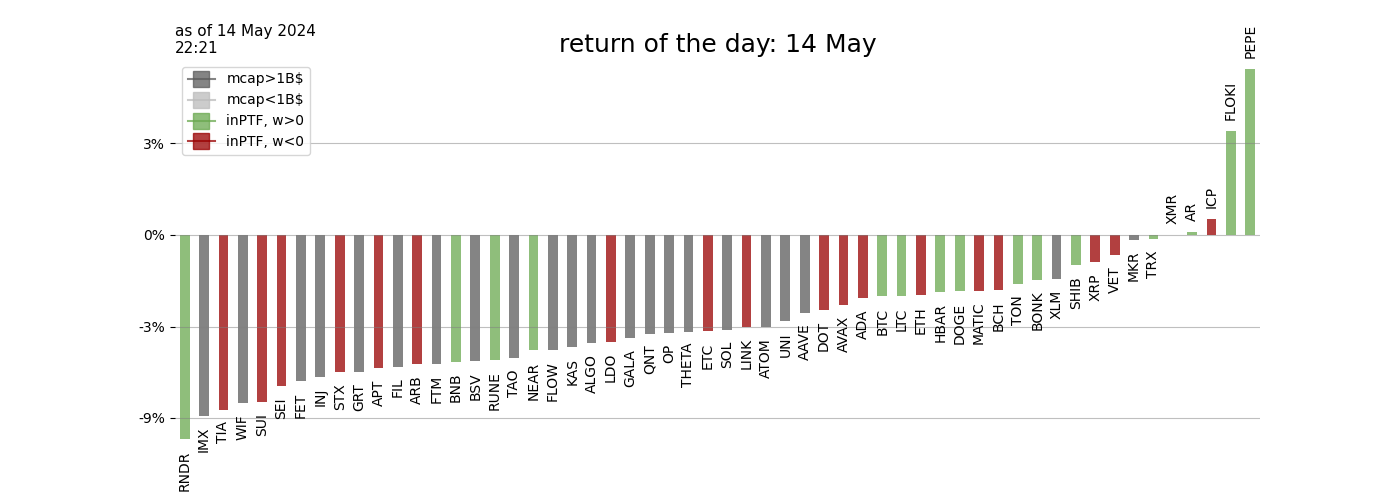 as of 14 May 2024
22:21
return of the day: 14 May
mcap>1B$
mcap<1B$
inPTF, w>0
inPTF, w<0
3%
0%
-3%
-9%
RNDR
IMX
TIA
WIF
SUI
SEI
FET
INJ
STX
GRT
APT
FIL
ARB
FTM
BNB
BSV
RUNE
TAO
NEAR
FLOW
KAS
ALGO
LDO
GALA
QNT
OP
THETA
ETC
SOL
LINK
ATOM
UNI
AAVE
DOT
AVAX
ADA
BTC
LTC
ETH
HBAR
DOGE
MATIC
BCH
TON
BONK
XLM
SHIB
XRP
VET
MKR
TRX
XMR
AR
ICP
FLOKI
PEPE